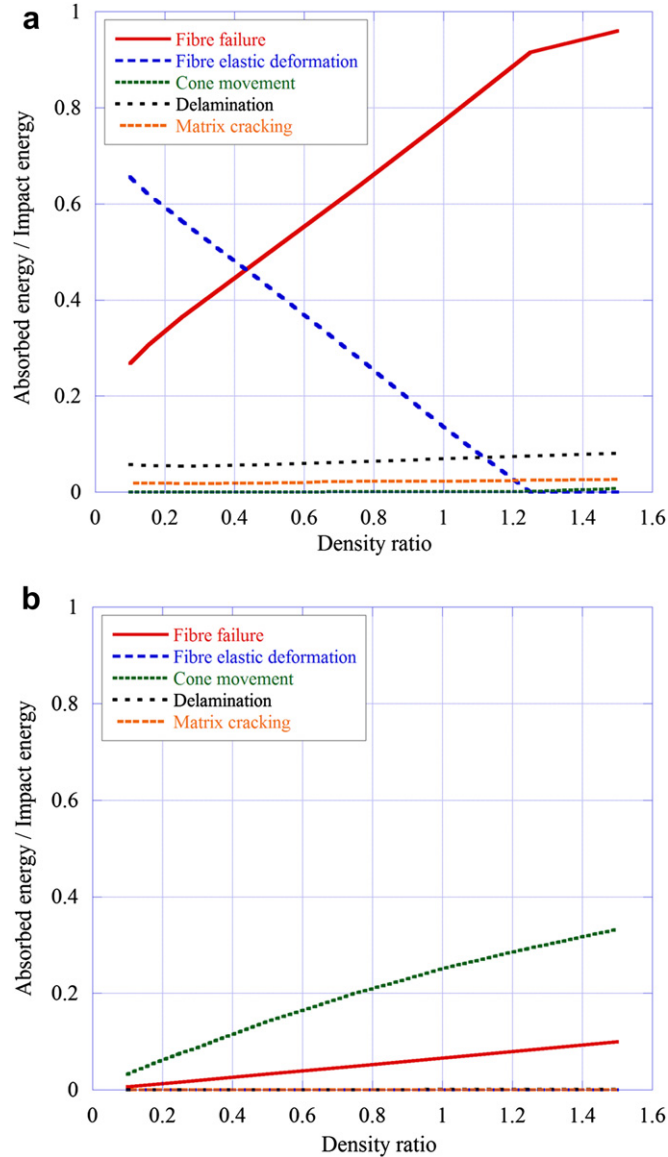 a
1
Fibre failure
Fibre elastic deformation
Cone movement
Delamination
Matrix cracking
0.8
0.6
0.4
0.2
0
Absorbed energy / Impact energy
0 0.2 0.4 0.6 0.8 1 1.2 1.4 1.6
Density ratio
b
1
Fibre failure
Fibre elastic deformation
Cone movement
Delamination
Matrix cracking
0.8
0.6
0.4
0.2
0
Absorbed energy / Impact energy
0 0.2 0.4 0.6 0.8 1 1.2 1.4 1.6
Density ratio